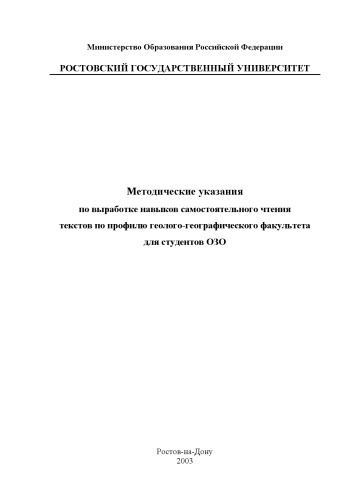 Министерство Образования Российской Федерации
РОСТОВСКИЙ ГОСУДАРСТВЕННЫЙ УНИВЕРСИТЕТ
Методические указания
по выработке навыков самостоятельного чтения
текстов по профилю геолого-географического факультета
для студентов ОЗО
Ростов-на-Дону
2003